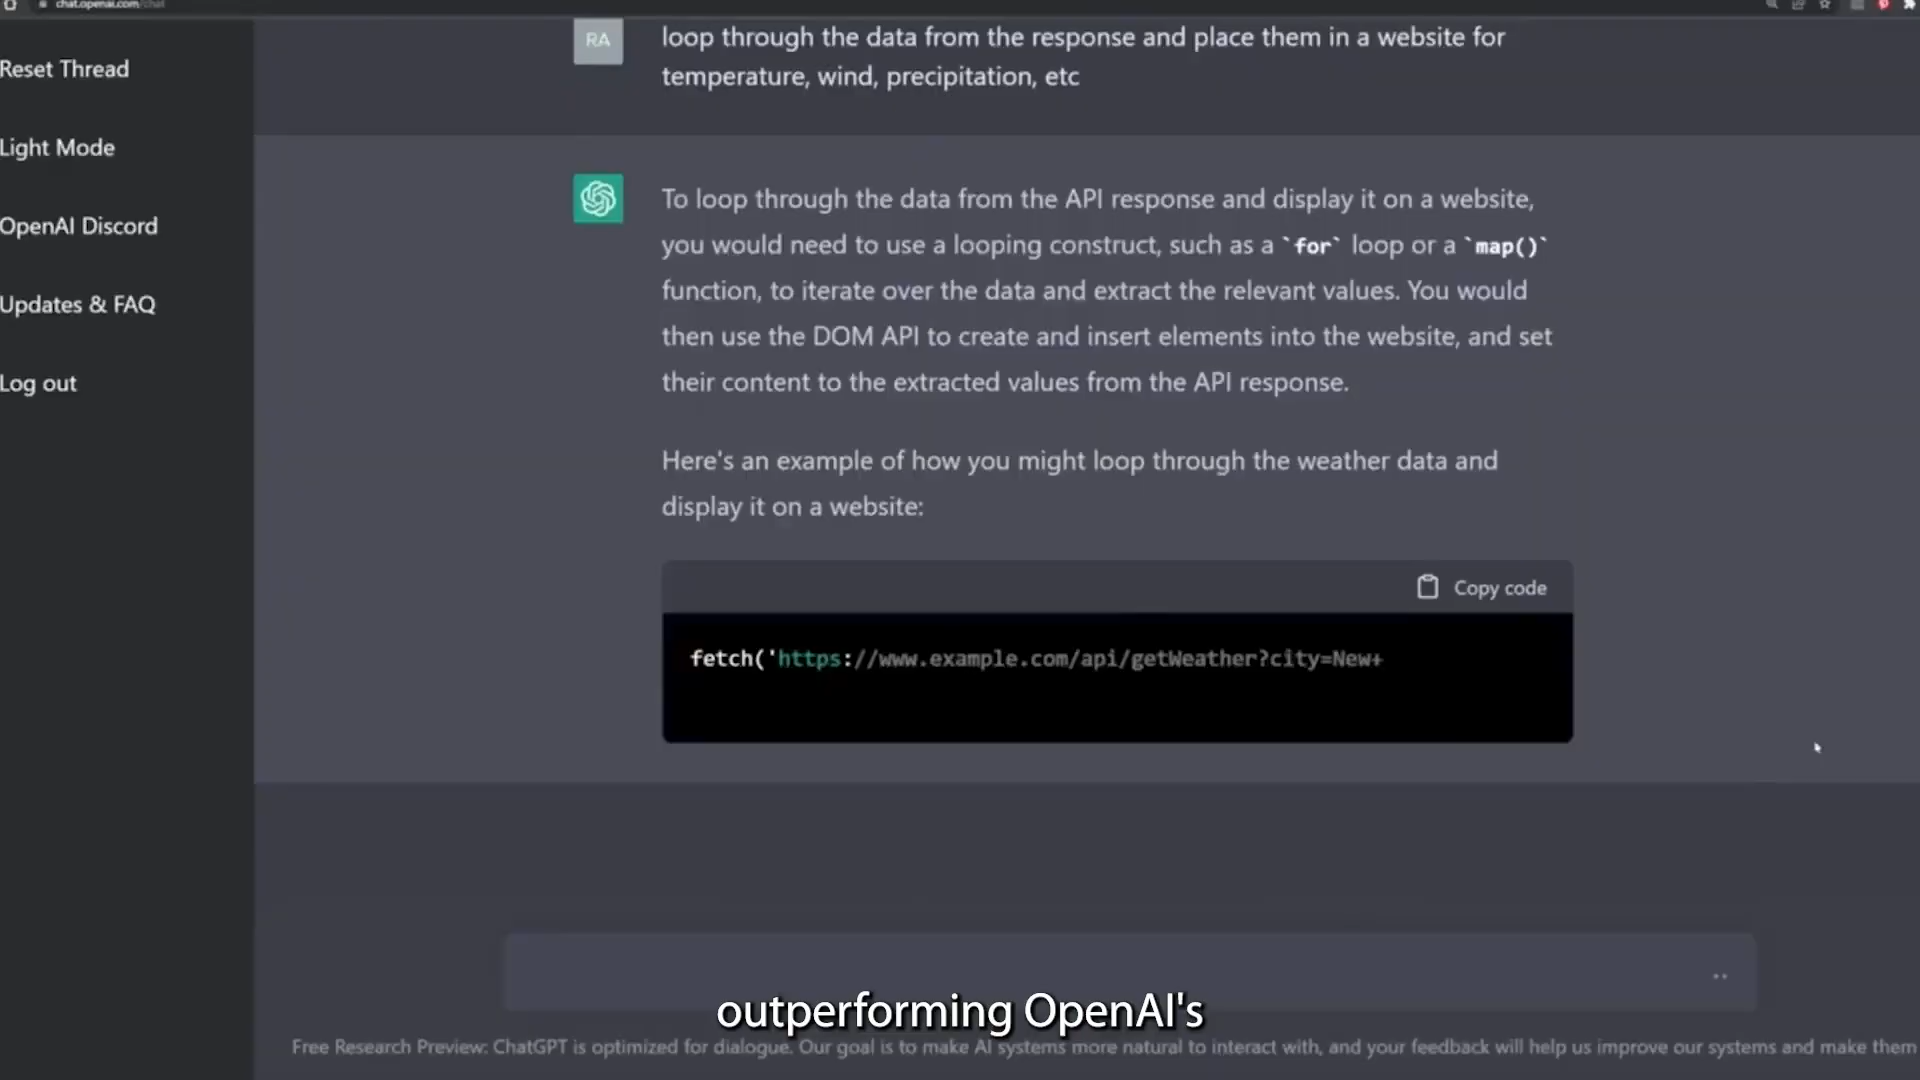 chat.openai.com/chat
RA
loop through the data from the response and place them in a website for
temperature, wind, precipitation, etc
Reset Thread
Light Mode
OpenAI Discord
Updates & FAQ
Log out
To loop through the data from the API response and display it on a website,
you would need to use a looping construct, such as a `for` loop or a `map()`
function, to iterate over the data and extract the relevant values. You would
then use the DOM API to create and insert elements into the website, and set
their content to the extracted values from the API response.
Here's an example of how you might loop through the weather data and
display it on a website:
Copy code
fetch('https://www.example.com/api/getWeather?city=New+
outperforming OpenAI's
Free Research Preview: ChatGPT is optimized for dialogue. Our goal is to make AI systems more natural to interact with, and your feedback will help us improve our systems and make them